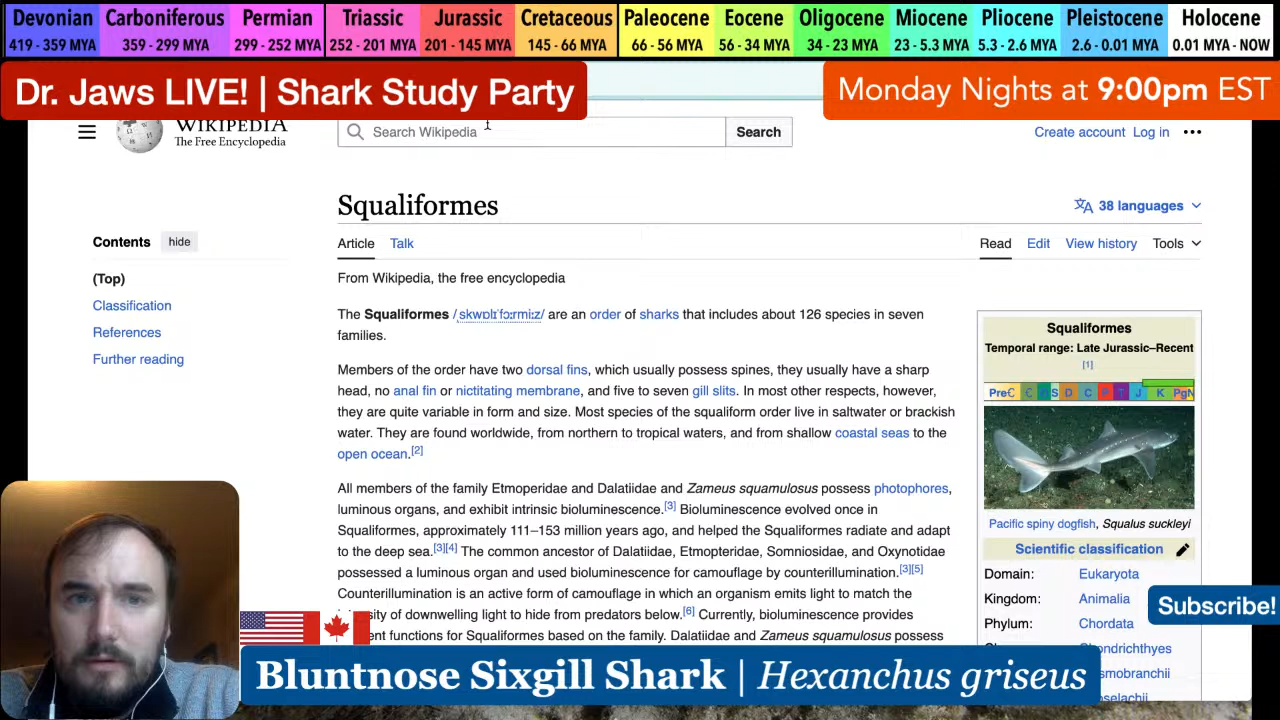 Devonian
419 - 359 MYA
Carboniferous
359 - 299 MYA
Permian
299 - 252 MYA
Triassic
252 - 201 MYA
Jurassic
201 - 145 MYA
Cretaceous
145 - 66 MYA
Paleocene
66 - 56 MYA
Eocene
56 - 34 MYA
Oligocene
34 - 23 MYA
Miocene
23 - 5.3 MYA
Pliocene
5.3 - 2.6 MYA
Pleistocene
2.6 - 0.01 MYA
Holocene
0.01 MYA - NOW
Dr. Jaws LIVE! | Shark Study Party
Monday Nights at 9:00pm EST
WIKIPEDIA
The Free Encyclopedia
Search Wikipedia
Search
Create account Log in
Squaliformes
38 languages
Contents hide
(Top)
Classification
References
Further reading
Article Talk
Read Edit View history Tools
From Wikipedia, the free encyclopedia
The Squaliformes /skwɒlɪˈfɔːrmiːz/ are an order of sharks that includes about 126 species in seven
families.
Members of the order have two dorsal fins, which usually possess spines, they usually have a sharp
head, no anal fin or nictitating membrane, and five to seven gill slits. In most other respects, however,
they are quite variable in form and size. Most species of the squaliform order live in saltwater or brackish
water. They are found worldwide, from northern to tropical waters, and from shallow coastal seas to the
open ocean.[2]
All members of the family Etmoperidae and Dalatiidae and Zameus squamulosus possess photophores,
luminous organs, and exhibit intrinsic bioluminescence.[3] Bioluminescence evolved once in
Squaliformes, approximately 111–153 million years ago, and helped the Squaliformes radiate and adapt
to the deep sea.[3][4] The common ancestor of Dalatiidae, Etmopteridae, Somniosidae, and Oxynotidae
possessed a luminous organ and used bioluminescence for camouflage by counterillumination.[3][5]
Counterillumination is an active form of camouflage in which an organism emits light to match the
sity of downwelling light to hide from predators below.[6] Currently, bioluminescence provides
ent functions for Squaliformes based on the family. Dalatiidae and Zameus squamulosus possess
Squaliformes
Temporal range: Late Jurassic–Recent
[1]
PreꞒ Ꞓ O S D C P T J K PgN
Pacific spiny dogfish, Squalus suckleyi
Scientific classification
Domain: Eukaryota
Kingdom: Animalia
Phylum: Chordata
hondrichthyes
smobranchii
selachii
Subscribe!
Bluntnose Sixgill Shark | Hexanchus griseus